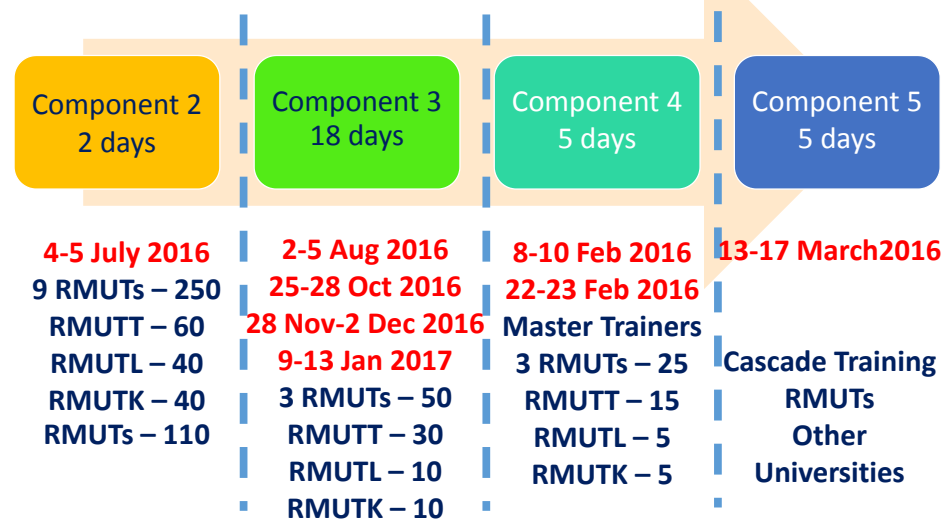 Component 2
2 days
Component 3
18 days
Component 4
5 days
Component 5
5 days
4-5 July 2016
9 RMUTs – 250
RMUTT – 60
RMUTL – 40
RMUTK – 40
RMUTs – 110
2-5 Aug 2016
25-28 Oct 2016
28 Nov-2 Dec 2016
9-13 Jan 2017
3 RMUTs – 50
RMUTT – 30
RMUTL – 10
RMUTK – 10
8-10 Feb 2016
22-23 Feb 2016
Master Trainers
3 RMUTs – 25
RMUTT – 15
RMUTL – 5
RMUTK – 5
13-17 March2016
Cascade Training
RMUTs
Other
Universities